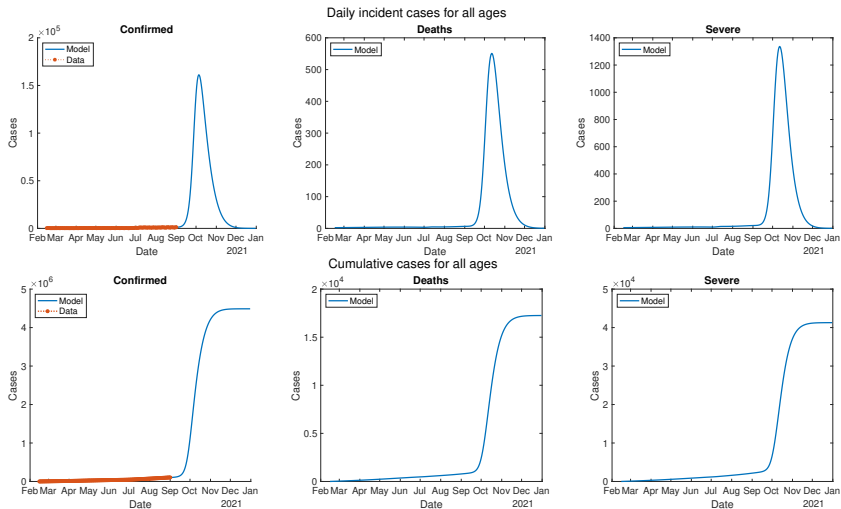 Daily incident cases for all ages
Confirmed
×10^5
2
1.5
1
0.5
0
Cases
Model
Data
Feb Mar Apr May Jun Jul Aug Sep Oct Nov Dec Jan
Date
2021
Deaths
600
500
400
300
200
100
0
Cases
Model
Feb Mar Apr May Jun Jul Aug Sep Oct Nov Dec Jan
Date
2021
Severe
1400
1200
1000
800
600
400
200
0
Cases
Model
Feb Mar Apr May Jun Jul Aug Sep Oct Nov Dec Jan
Date
2021
Cumulative cases for all ages
Confirmed
×10^6
5
4
3
2
1
0
Cases
Model
Data
Feb Mar Apr May Jun Jul Aug Sep Oct Nov Dec Jan
Date
2021
Deaths
×10^4
2
1.5
1
0.5
0
Cases
Model
Feb Mar Apr May Jun Jul Aug Sep Oct Nov Dec Jan
Date
2021
Severe
×10^4
5
4
3
2
1
0
Cases
Model
Feb Mar Apr May Jun Jul Aug Sep Oct Nov Dec Jan
Date
2021